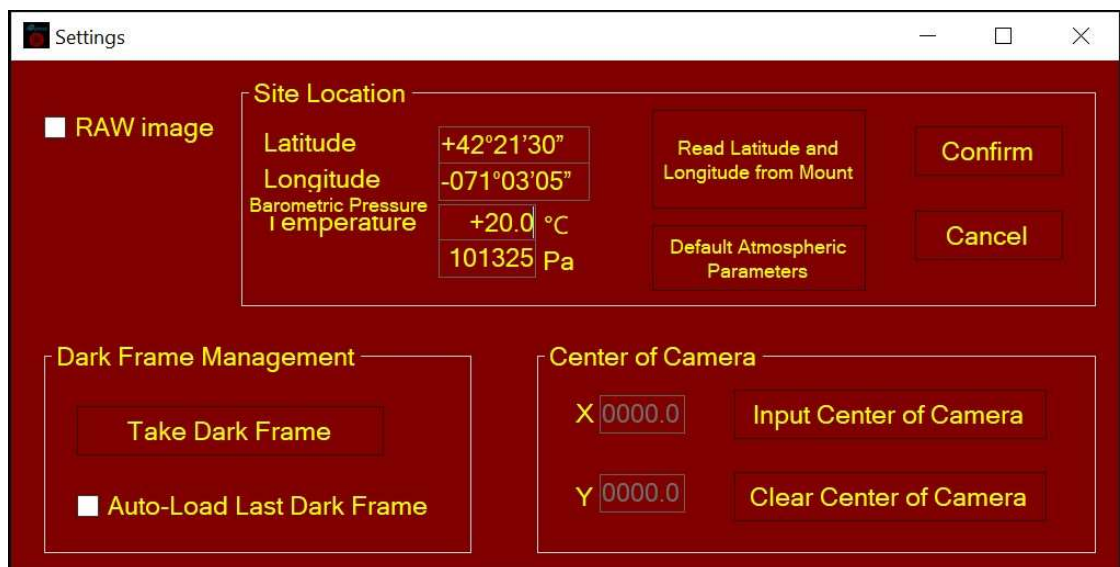 Settings
RAW image
Site Location
Latitude +42°21'30”
Longitude -071°03'05”
Barometric Pressure
Temperature +20.0 °C
101325 Pa
Read Latitude and
Longitude from Mount
Default Atmospheric
Parameters
Confirm
Cancel
Dark Frame Management
Take Dark Frame
Auto-Load Last Dark Frame
Center of Camera
X 0000.0 Input Center of Camera
Y 0000.0 Clear Center of Camera